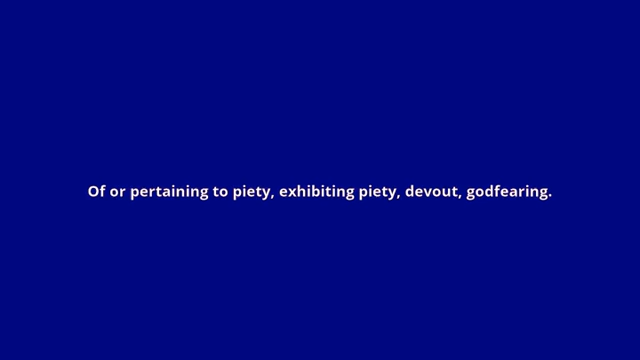 Of or pertaining to piety, exhibiting piety, devout, godfearing.